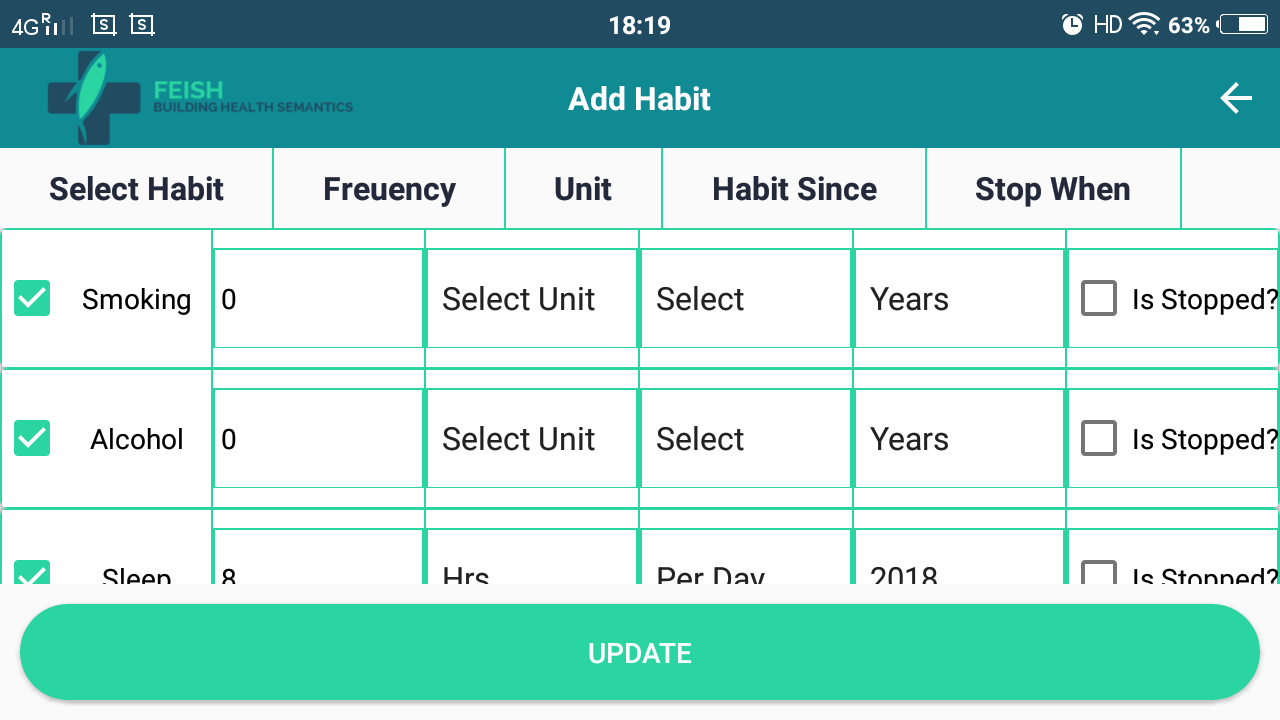 4G R S S 18:19 HD 63%
FEISH
BUILDING HEALTH SEMANTICS
Add Habit
Select Habit Freuency Unit Habit Since Stop When
Smoking 0 Select Unit Select Years Is Stopped?
Alcohol 0 Select Unit Select Years Is Stopped?
Sleep 8 Hrs Per Day 2018 Is Stopped?
UPDATE